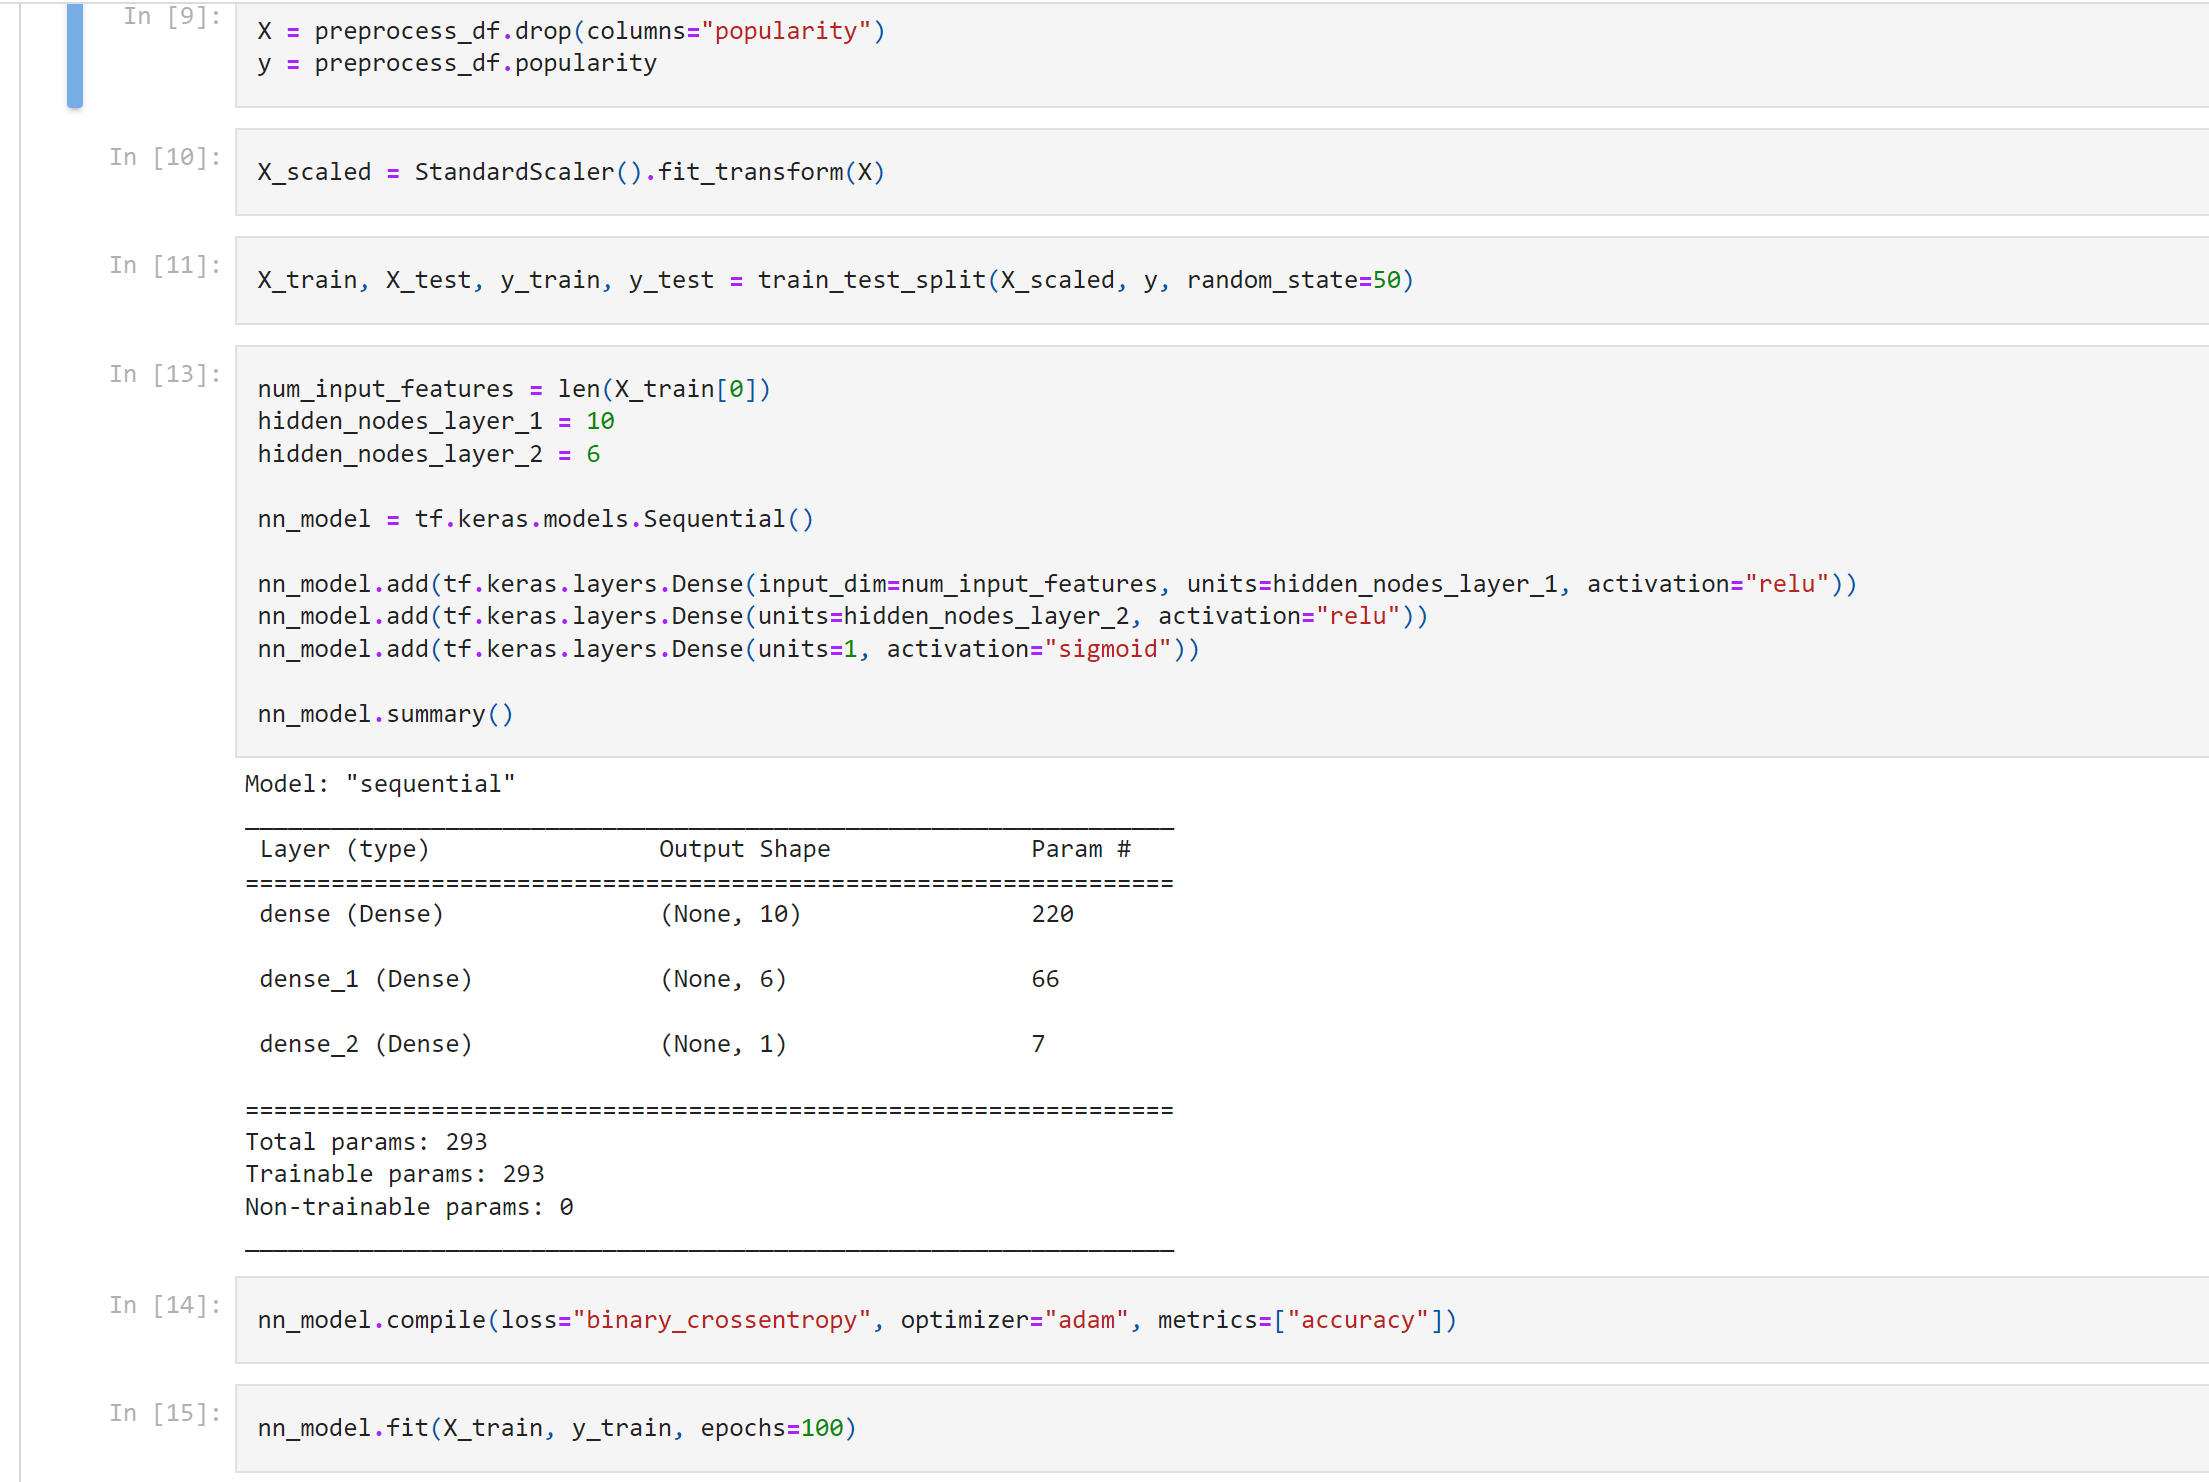 In [9]:
X = preprocess_df.drop(columns="popularity")
y = preprocess_df.popularity
In [10]:
X_scaled = StandardScaler().fit_transform(X)
In [11]:
X_train, X_test, y_train, y_test = train_test_split(X_scaled, y, random_state=50)
In [13]:
num_input_features = len(X_train[0])
hidden_nodes_layer_1 = 10
hidden_nodes_layer_2 = 6
nn_model = tf.keras.models.Sequential()
nn_model.add(tf.keras.layers.Dense(input_dim=num_input_features, units=hidden_nodes_layer_1, activation="relu"))
nn_model.add(tf.keras.layers.Dense(units=hidden_nodes_layer_2, activation="relu"))
nn_model.add(tf.keras.layers.Dense(units=1, activation="sigmoid"))
nn_model.summary()
Model: "sequential"
_________________________________________________________________
Layer (type) Output Shape Param #
=================================================================
dense (Dense) (None, 10) 220
dense_1 (Dense) (None, 6) 66
dense_2 (Dense) (None, 1) 7
=================================================================
Total params: 293
Trainable params: 293
Non-trainable params: 0
_________________________________________________________________
In [14]:
nn_model.compile(loss="binary_crossentropy", optimizer="adam", metrics=["accuracy"])
In [15]:
nn_model.fit(X_train, y_train, epochs=100)